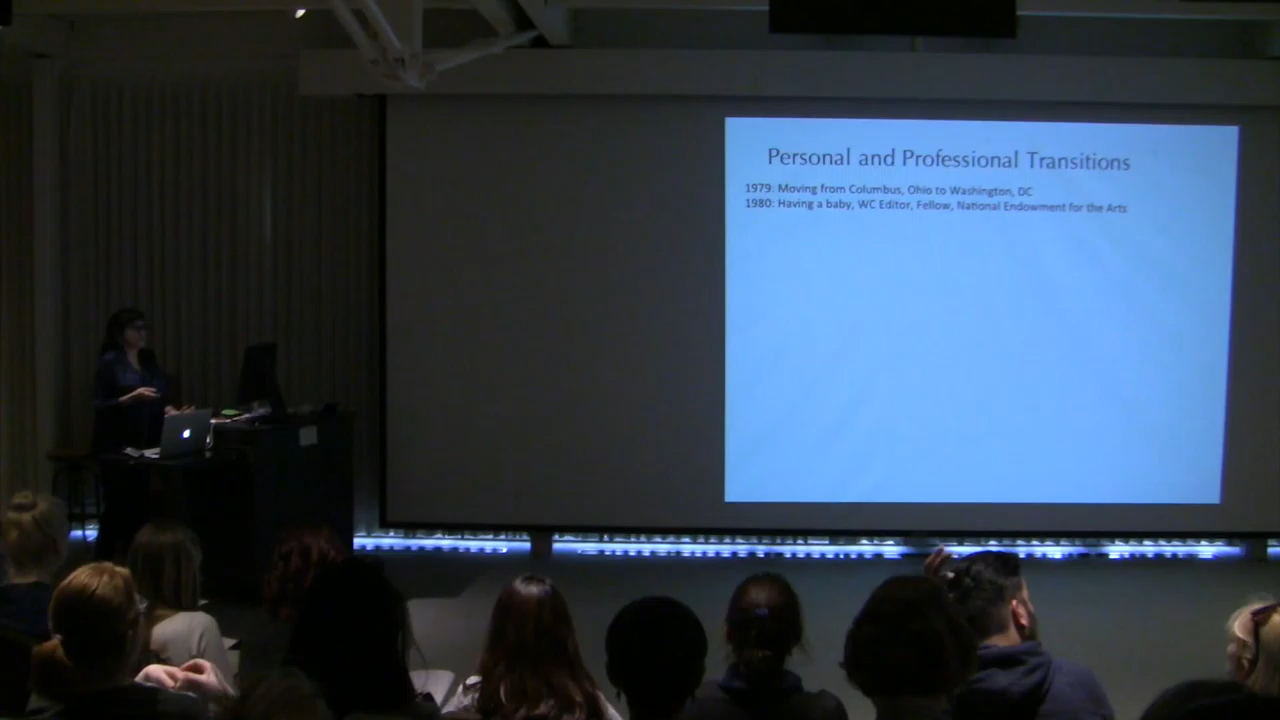 Personal and Professional Transitions
1979: Moving from Columbus, Ohio to Washington, DC
1980: Having a baby, WC Editor, Fellow, National Endowment for the Arts